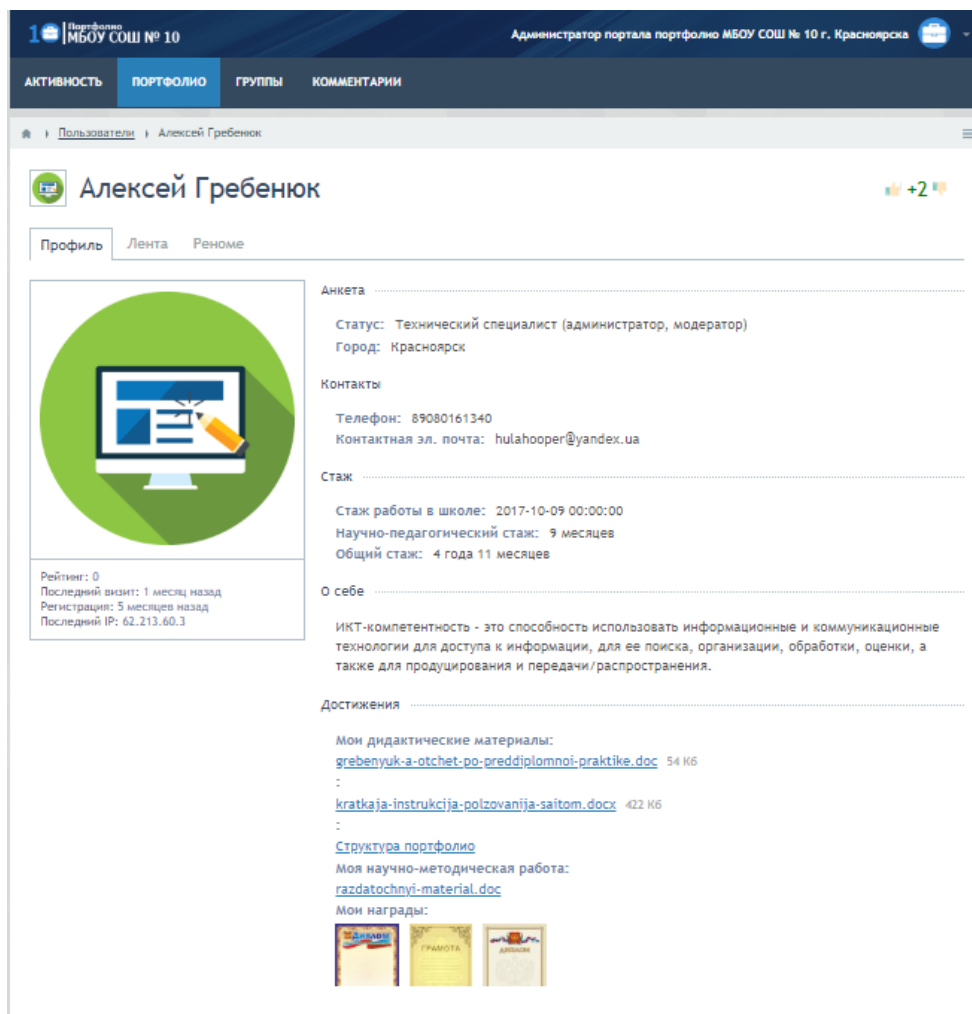 1 Портфолио
МБОУ СОШ № 10
Администратор портала портфолио МБОУ СОШ № 10 г. Красноярска
АКТИВНОСТЬ ПОРТФОЛИО ГРУППЫ КОММЕНТАРИИ
Пользователи Алексей Гребенюк
Алексей Гребенюк
+2
Профиль Лента Реноме
Рейтинг: 0
Последний визит: 1 месяц назад
Регистрация: 5 месяцев назад
Последний IP: 62.213.60.3
Анкета
Статус: Технический специалист (администратор, модератор)
Город: Красноярск
Контакты
Телефон: 89080161340
Контактная эл. почта: hulahooper@yandex.ua
Стаж
Стаж работы в школе: 2017-10-09 00:00:00
Научно-педагогический стаж: 9 месяцев
Общий стаж: 4 года 11 месяцев
О себе
ИКТ-компетентность - это способность использовать информационные и коммуникационные
технологии для доступа к информации, для ее поиска, организации, обработки, оценки, а
также для продуцирования и передачи/распространения.
Достижения
Мои дидактические материалы:
grebenyuk-a-otchet-po-preddiplomnoi-praktike.doc 54 Кб
:
kratkaja-instrukcija-polzovanija-saitom.docx 422 Кб
:
Структура портфолио
Моя научно-методическая работа:
razdatochnyi-material.doc
Мои награды:
ДИПЛОМ ГРАМОТА ДИПЛОМ